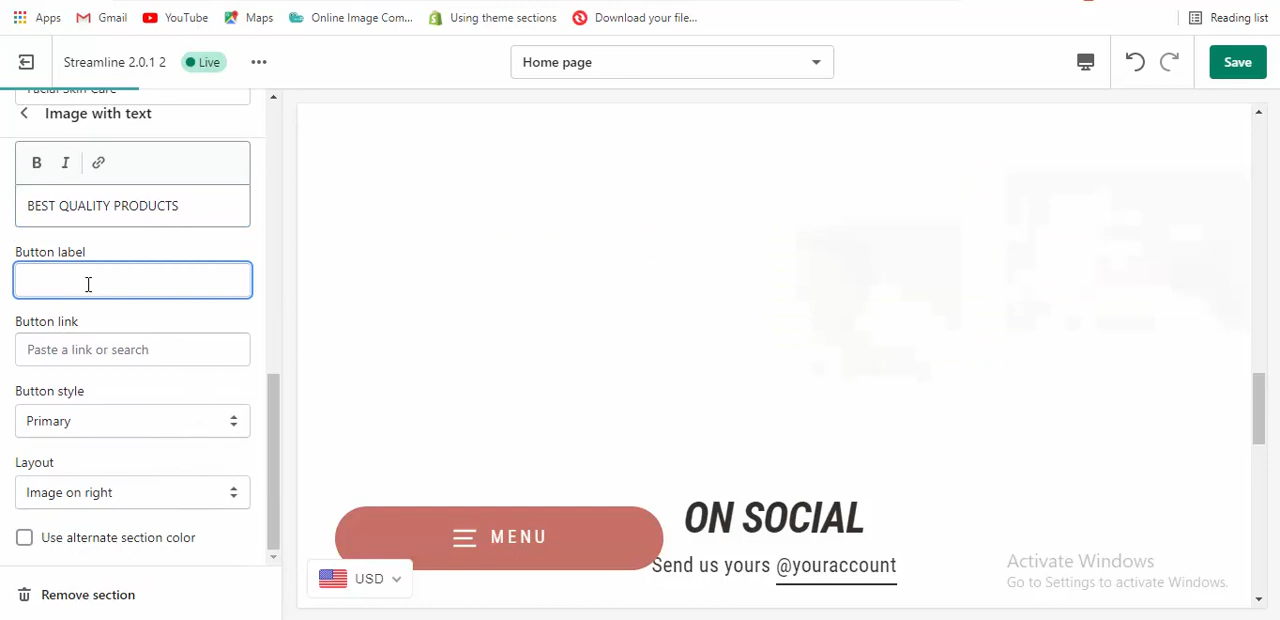 Apps Gmail YouTube Maps Online Image Com... Using theme sections Download your file... Reading list
Streamline 2.0.1 2 Live Home page Save
Facial Skin Care
Image with text
B I
BEST QUALITY PRODUCTS
Button label
Button link
Paste a link or search
Button style
Primary
Layout
Image on right
Use alternate section color
Remove section
ON SOCIAL
MENU
Send us yours @youraccount
USD
Activate Windows
Go to Settings to activate Windows.